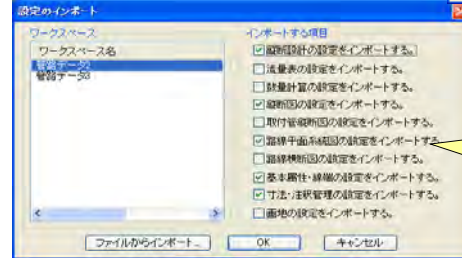 設定のインポート
ワークスペース
ワークスペース名
管路データ2
管路データ3
インポートする項目
縦断設計の設定をインポートする。
流量表の設定をインポートする。
数量計算の設定をインポートする。
縦断図の設定をインポートする。
取付管縦断図の設定をインポートする。
路線平面系統図の設定をインポートする
路線横断図の設定をインポートする。
基本属性・線端の設定をインポートする。
寸法・注釈管理の設定をインポートする。
画地の設定をインポートする。
ファイルからインポート...
OK
キャンセル